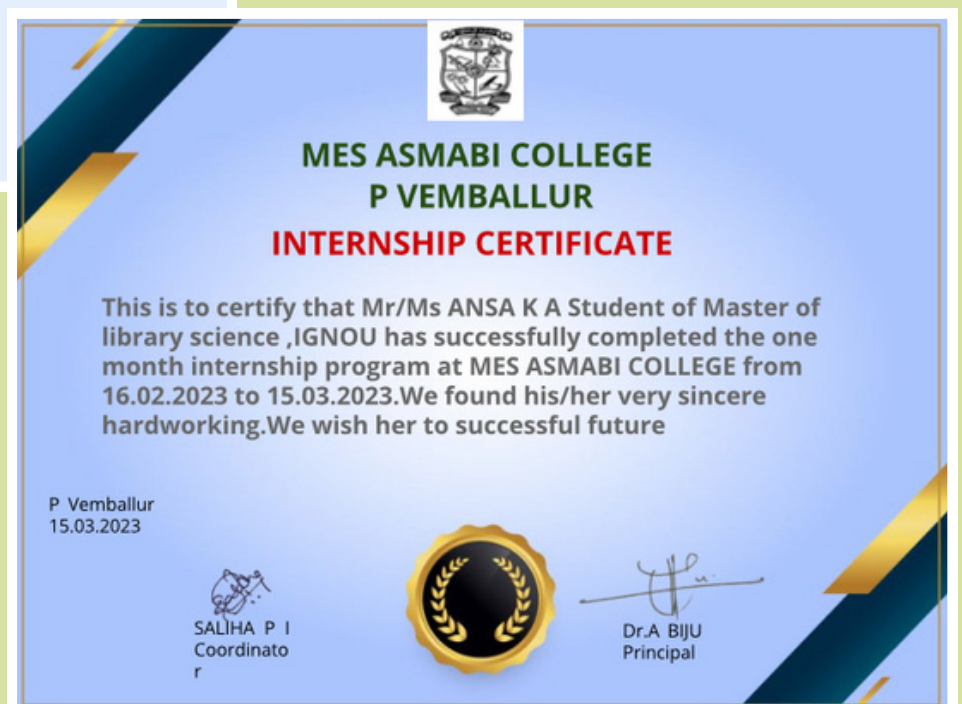 MES ASMABI COLLEGE
P VEMBALLUR
INTERNSHIP CERTIFICATE
This is to certify that Mr/Ms ANSA K A Student of Master of
library science ,IGNOU has successfully completed the one
month internship program at MES ASMABI COLLEGE from
16.02.2023 to 15.03.2023.We found his/her very sincere
hardworking.We wish her to successful future
P Vemballur
15.03.2023
SALIHA P I
Coordinato
r
Dr.A BIJU
Principal